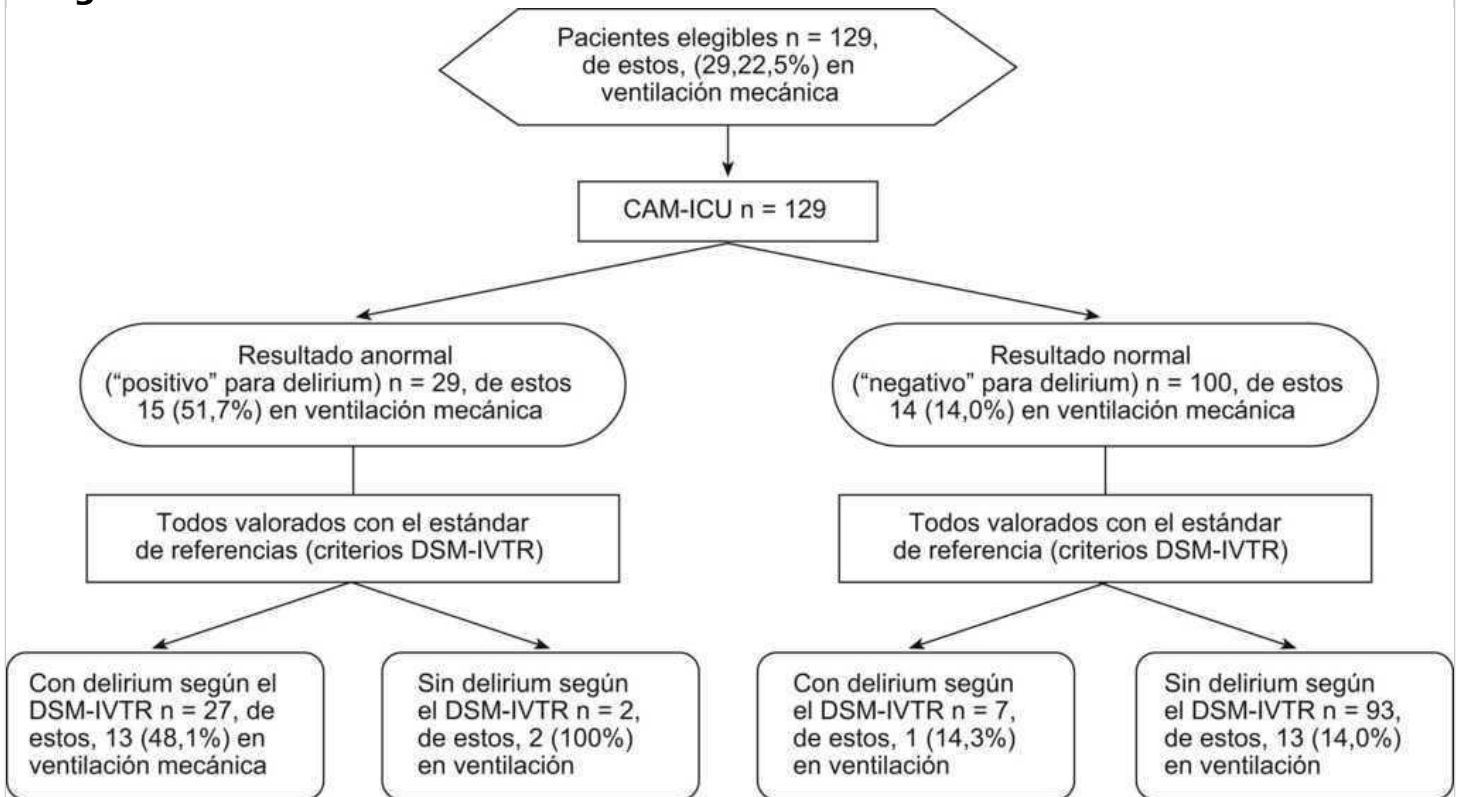 Pacientes elegibles n = 129,
de estos, (29,22,5%) en
ventilación mecánica
CAM-ICU n = 129
Resultado anormal
(“positivo” para delirium) n = 29, de estos
15 (51,7%) en ventilación mecánica
Resultado normal
(“negativo” para delirium) n = 100, de estos
14 (14,0%) en ventilación mecánica
Todos valorados con el estándar
de referencias (criterios DSM-IVTR)
Todos valorados con el estándar
de referencia (criterios DSM-IVTR)
Con delirium según el
DSM-IVTR n = 27, de
estos, 13 (48,1%) en
ventilación mecánica
Sin delirium según
el DSM-IVTR n = 2,
de estos, 2 (100%)
en ventilación
Con delirium según
el DSM-IVTR n = 7,
de estos, 1 (14,3%)
en ventilación
Sin delirium según
el DSM-IVTR n = 93,
de estos, 13 (14,0%)
en ventilación